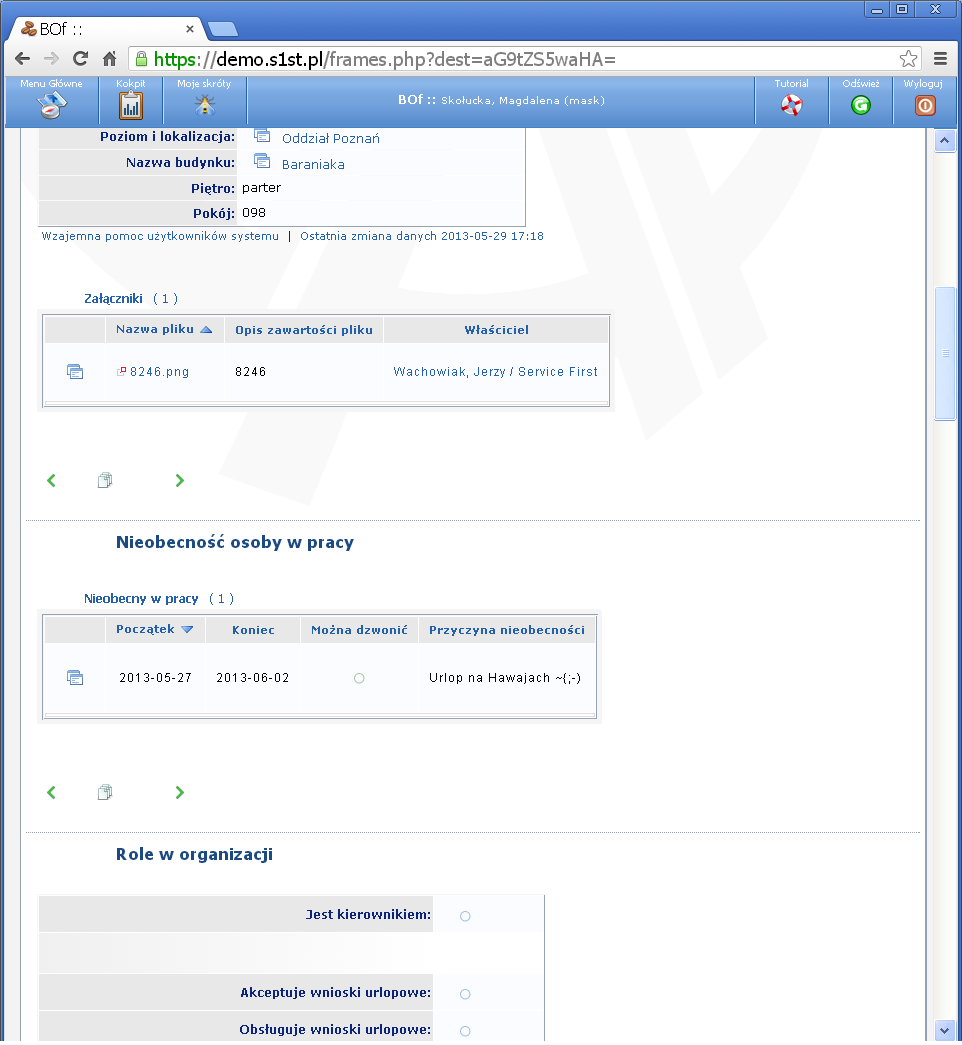 BOf ::
https://demo.s1st.pl/frames.php?dest=aG9tZS5waHA=
Menu Główne Kokpit Moje skróty BOf :: Skołucka, Magdalena (mask) Tutorial Odśwież Wyloguj
Poziom i lokalizacja: Oddział Poznań
Nazwa budynku: Baraniaka
Piętro: parter
Pokój: 098
Wzajemna pomoc użytkowników systemu | Ostatnia zmiana danych 2013-05-29 17:18
Załączniki ( 1 )
Nazwa pliku Opis zawartości pliku Właściciel
8246.png 8246 Wachowiak, Jerzy / Service First
Nieobecność osoby w pracy
Nieobecny w pracy ( 1 )
Początek Koniec Można dzwonić Przyczyna nieobecności
2013-05-27 2013-06-02 Urlop na Hawajach ~{;-)
Role w organizacji
Jest kierownikiem:
Akceptuje wnioski urlopowe:
Obsługuje wnioski urlopowe: